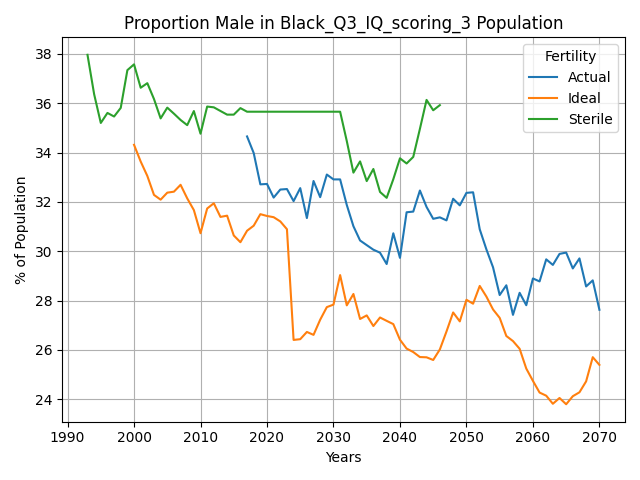 Proportion Male in Black_Q3_IQ_scoring_3 Population
Fertility
Actual
Ideal
Sterile
% of Population
38
36
34
32
30
28
26
24
1990 2000 2010 2020 2030 2040 2050 2060 2070
Years